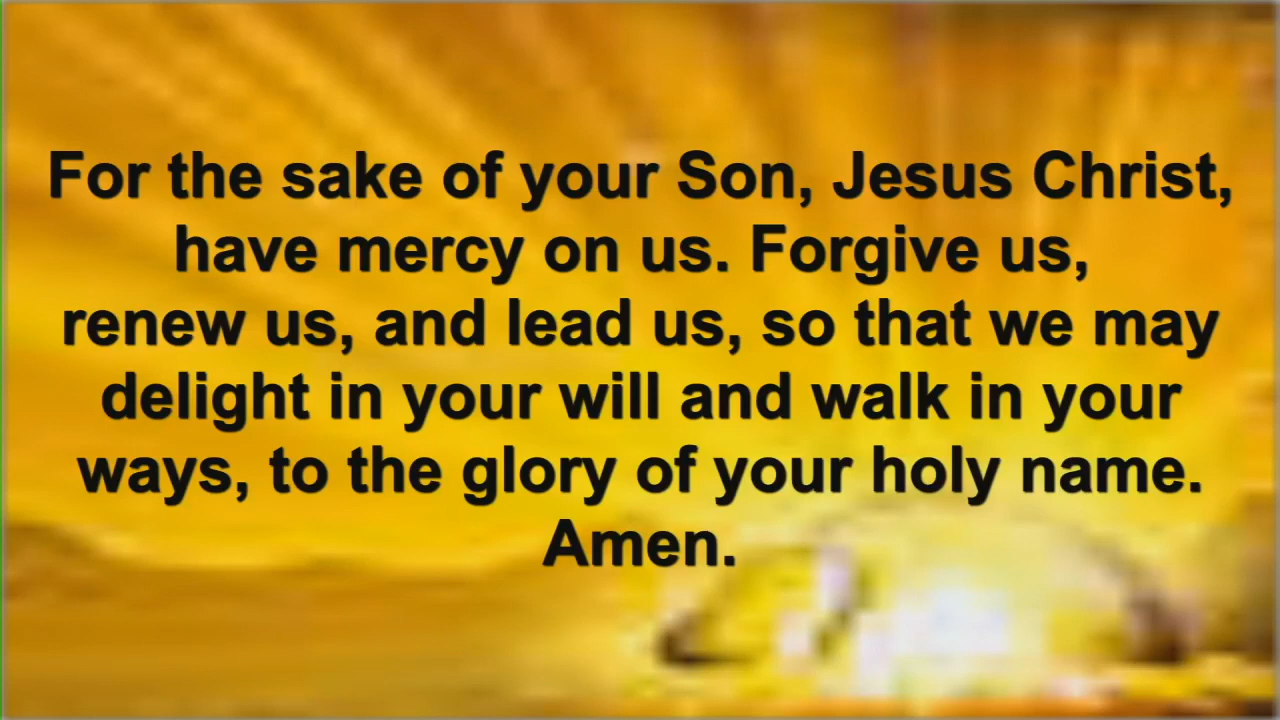 For the sake of your Son, Jesus Christ,
have mercy on us. Forgive us,
renew us, and lead us, so that we may
delight in your will and walk in your
ways, to the glory of your holy name.
Amen.